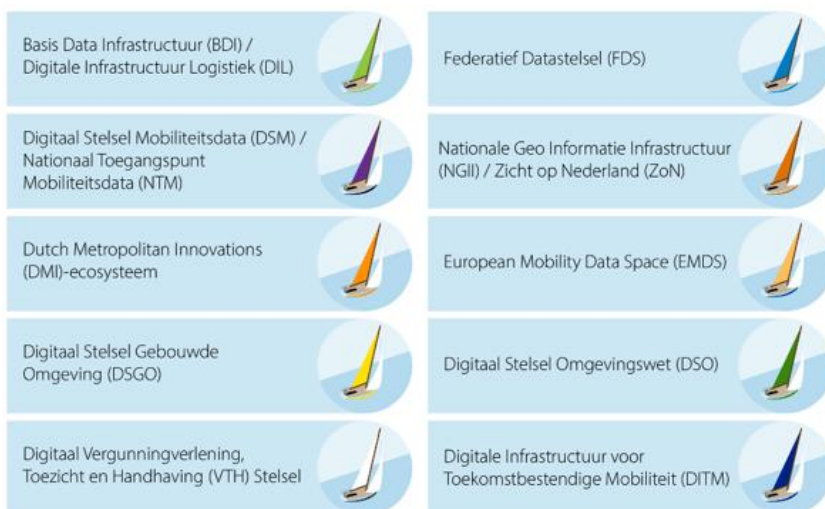 Basis Data Infrastructuur (BDI) /
Digitale Infrastructuur Logistiek (DIL)
Federatief Datastelsel (FDS)
Digitaal Stelsel Mobiliteitsdata (DSM) /
Nationaal Toegangspunt
Mobiliteitsdata (NTM)
Nationale Geo Informatie Infrastructuur
(NGII) / Zicht op Nederland (ZoN)
Dutch Metropolitan Innovations
(DMI)-ecosysteem
European Mobility Data Space (EMDS)
Digitaal Stelsel Gebouwde
Omgeving (DSGO)
Digitaal Stelsel Omgevingswet (DSO)
Digitaal Vergunningverlening,
Toezicht en Handhaving (VTH) Stelsel
Digitale Infrastructuur voor
Toekomstbestendige Mobiliteit (DITM)